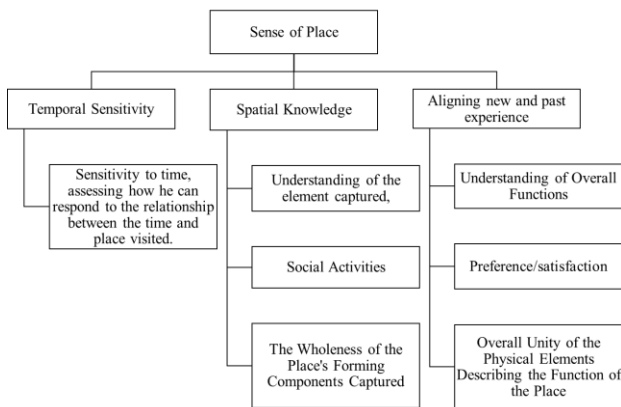 Sense of Place
Temporal Sensitivity
Spatial Knowledge
Aligning new and past
experience
Sensitivity to time,
assessing how he can
respond to the relationship
between the time and
place visited.
Understanding of the
element captured,
Social Activities
The Wholeness of the
Place's Forming
Components Captured
Understanding of Overall
Functions
Preference/satisfaction
Overall Unity of the
Physical Elements
Describing the Function of
the Place